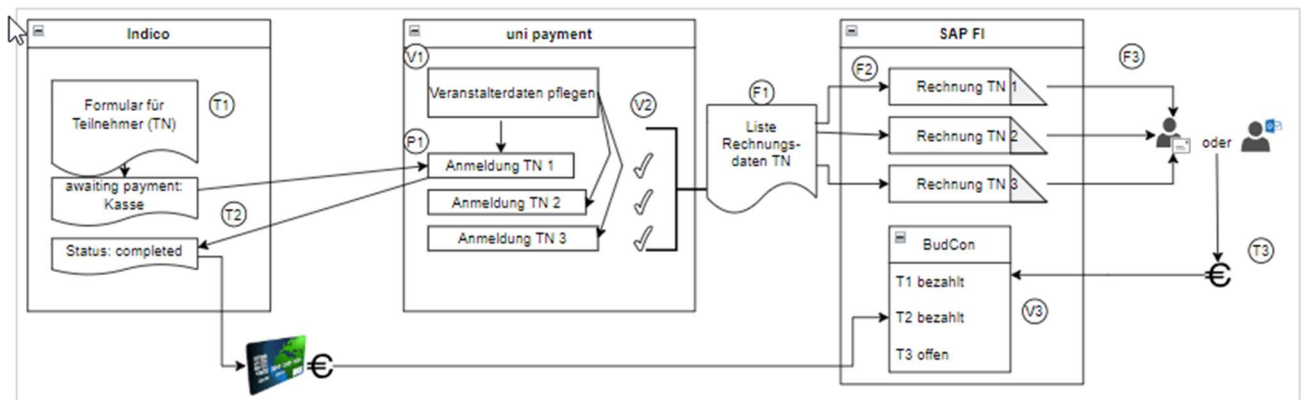 Indico
Formular für
Teilnehmer (TN)
T1
awaiting payment:
Kasse
T2
Status: completed
€
uni payment
V1
Veranstalterdaten pflegen
V2
P1
Anmeldung TN 1
Anmeldung TN 2
Anmeldung TN 3
F1
Liste
Rechnungs-
daten TN
SAP FI
F2
Rechnung TN 1
Rechnung TN 2
Rechnung TN 3
F3
oder
T3
€
BudCon
T1 bezahlt
T2 bezahlt
T3 offen
V3